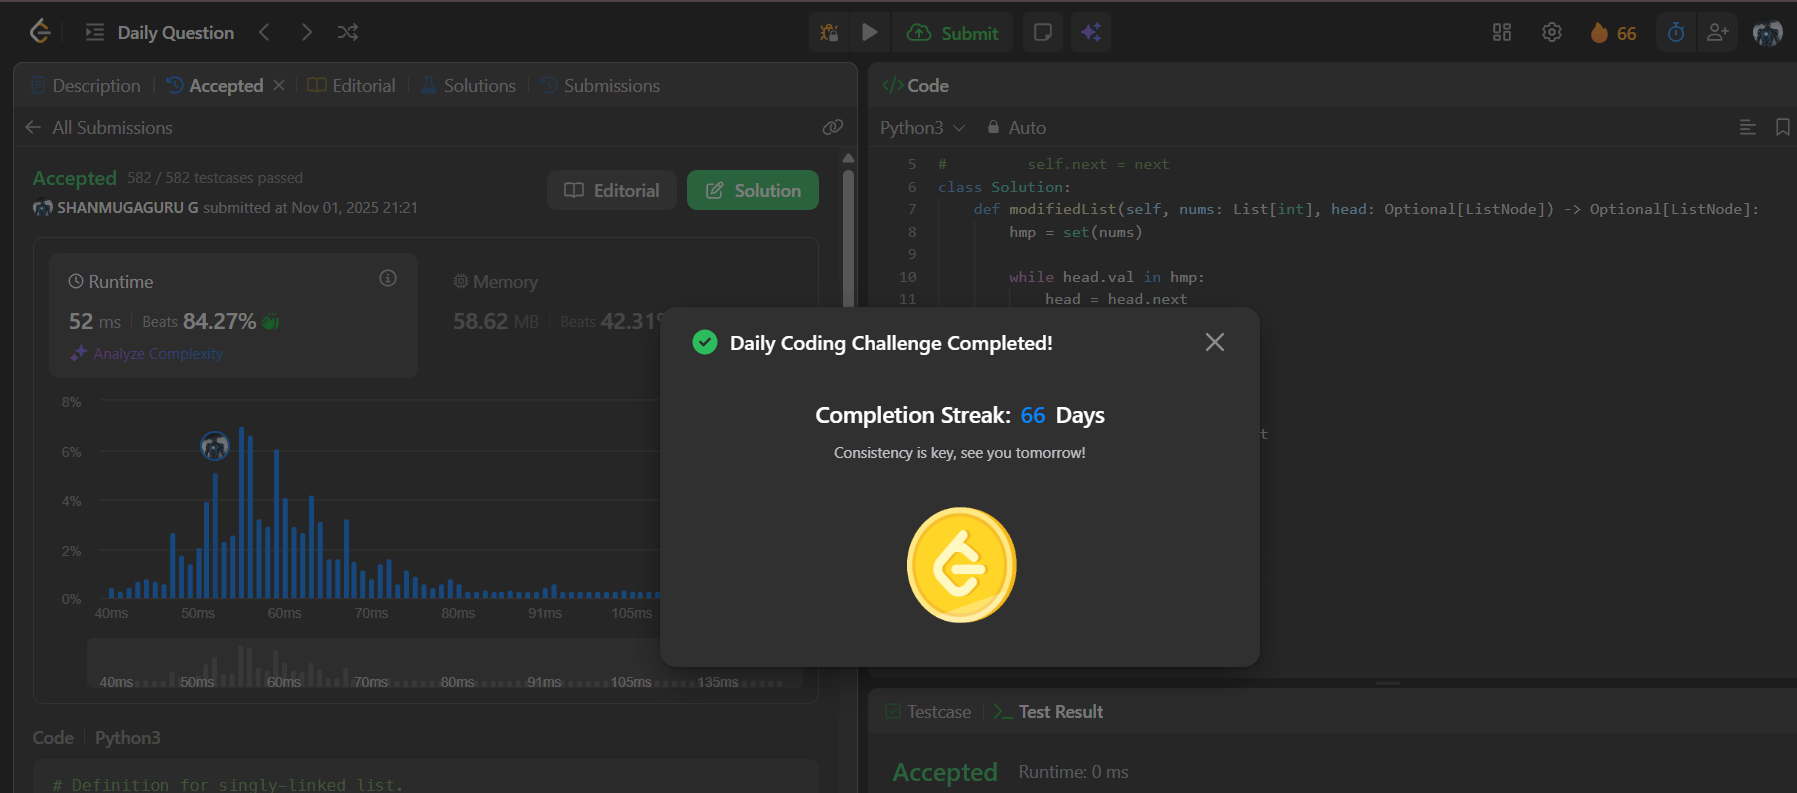 Daily Question
Submit
66
Description
Accepted
Editorial
Solutions
Submissions
All Submissions
Accepted 582 / 582 testcases passed
SHANMUGAGURU G submitted at Nov 01, 2025 21:21
Editorial
Solution
Runtime
52 ms Beats 84.27%
Analyze Complexity
Memory
58.62 MB Beats 42.31%
8%
6%
4%
2%
0%
40ms 50ms 60ms 70ms 80ms 91ms 105ms
40ms 50ms 60ms 70ms 80ms 91ms 105ms 135ms
Code Python3
# Definition for singly-linked list.
</> Code
Python3 Auto
5 # self.next = next
6 class Solution:
7 def modifiedList(self, nums: List[int], head: Optional[ListNode]) -> Optional[ListNode]:
8 hmp = set(nums)
9
10 while head.val in hmp:
11 head = head.next
t
Daily Coding Challenge Completed!
Completion Streak: 66 Days
Consistency is key, see you tomorrow!
Testcase
Test Result
Accepted Runtime: 0 ms